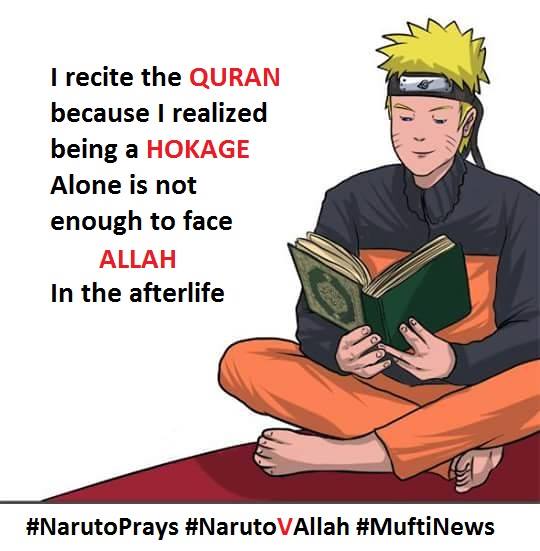 I recite the QURAN
because I realized
being a HOKAGE
Alone is not
enough to face
ALLAH
In the afterlife
#NarutoPrays #NarutoVAllah #MuftiNews